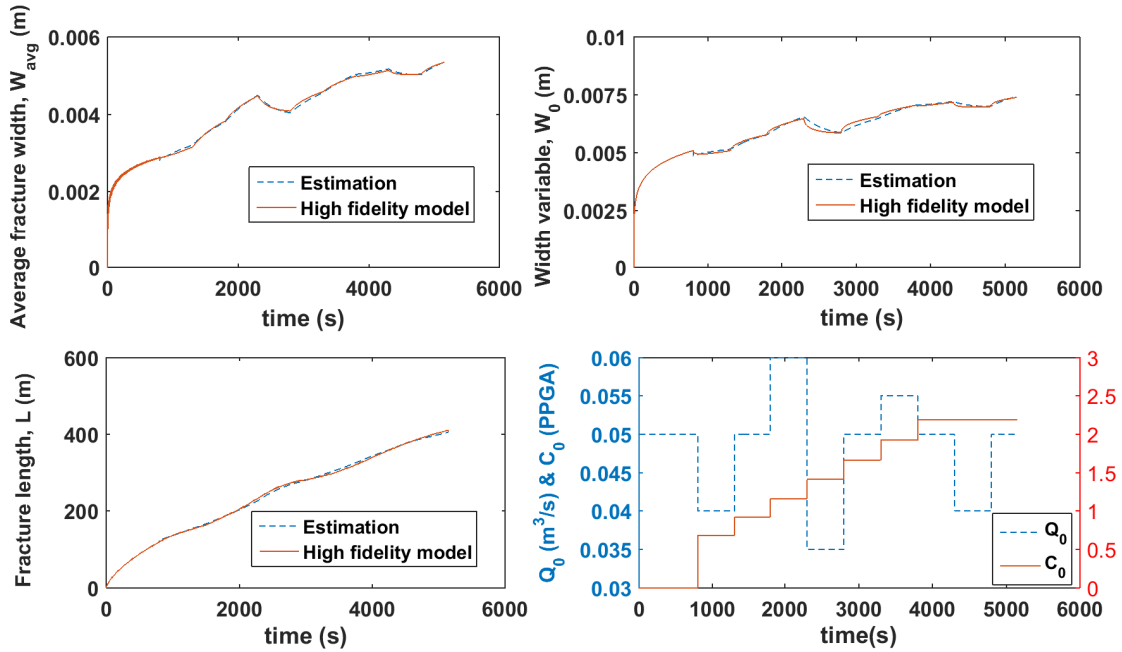 Average fracture width, W_avg (m)
0.006
0.004
0.002
0
0 2000 4000 6000
time (s)
Estimation
High fidelity model
Width variable, W_0 (m)
0.01
0.0075
0.005
0.0025
0
0 1000 2000 3000 4000 5000 6000
time (s)
Estimation
High fidelity model
Fracture length, L (m)
600
400
200
0
0 2000 4000 6000
time (s)
Estimation
High fidelity model
Q_0 (m^3/s) & C_0 (PPGA)
0.06
0.055
0.05
0.045
0.04
0.035
0.03
3
2.5
2
1.5
1
0.5
0
0 1000 2000 3000 4000 5000 6000
time(s)
Q_0
C_0